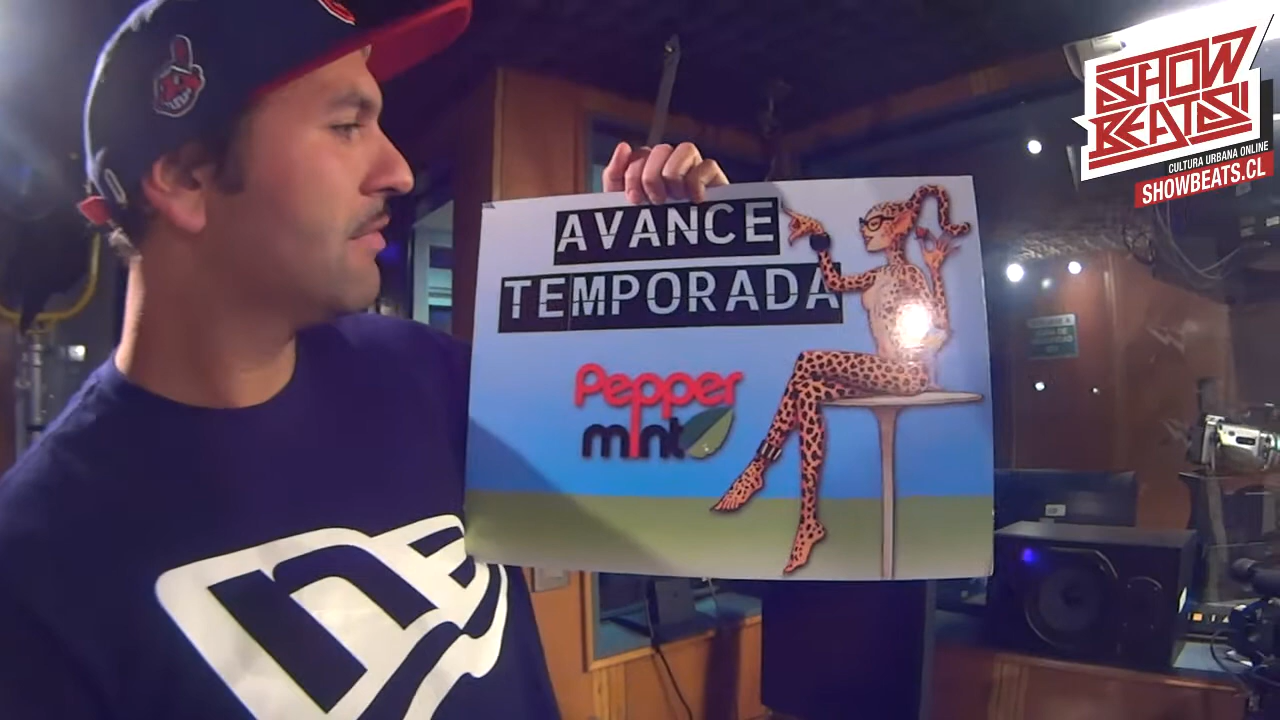 SHOW
BEATS!
CULTURA URBANA ONLINE
SHOWBEATS.CL
AVANCE
TEMPORADA
Pepper
mint